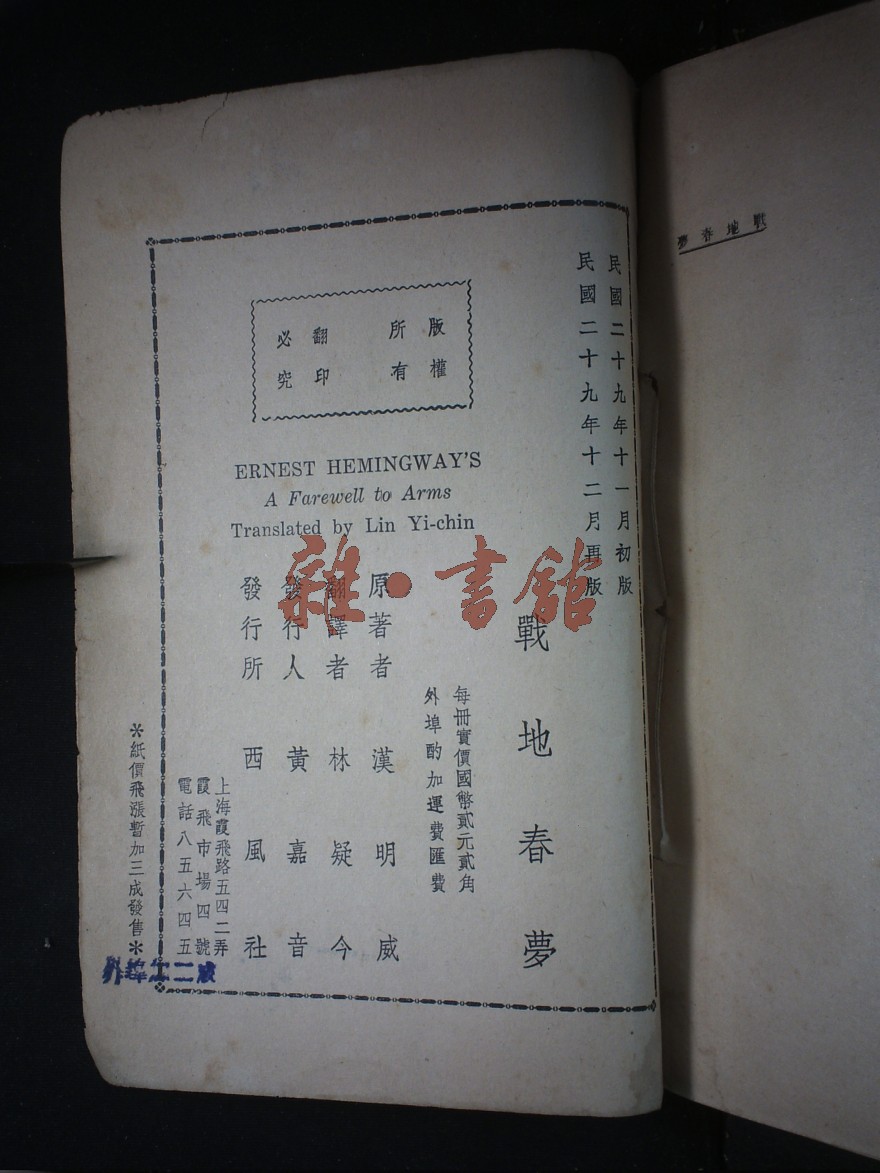 戰地春夢
民國二十九年十一月初版
民國二十九年十二月再版
版權所有
翻印必究
ERNEST HEMINGWAY'S
A Farewell to Arms
Translated by Lin Yi-chin
戰地春夢
每冊實價國幣貳元貳角
外埠酌加運費匯費
原著者 漢明威
翻譯者 林疑今
發行人 黃嘉音
發行所 西風社
上海霞飛路五四二弄
霞飛市場四號
電話八五六四五
*紙價飛漲暫加三成發售*
外埠加二成
雜·書館